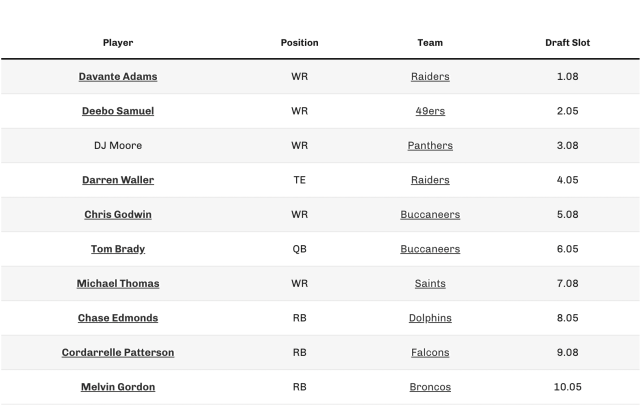 Player Position Team Draft Slot
Davante Adams WR Raiders 1.08
Deebo Samuel WR 49ers 2.05
DJ Moore WR Panthers 3.08
Darren Waller TE Raiders 4.05
Chris Godwin WR Buccaneers 5.08
Tom Brady QB Buccaneers 6.05
Michael Thomas WR Saints 7.08
Chase Edmonds RB Dolphins 8.05
Cordarrelle Patterson RB Falcons 9.08
Melvin Gordon RB Broncos 10.05